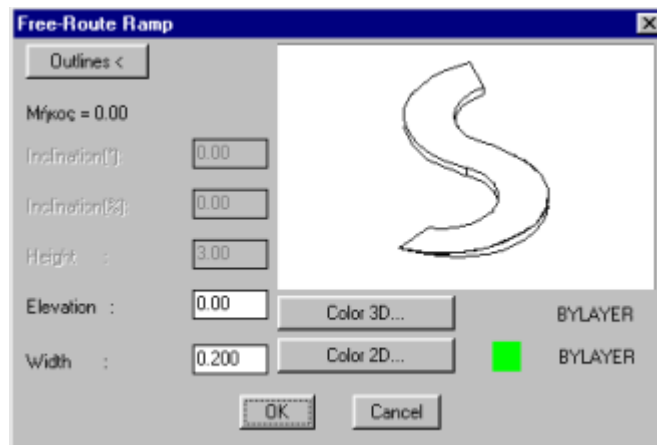 Free-Route Ramp
Outlines <
Μήκος = 0.00
Inclination(°): 0.00
Inclination(%): 0.00
Height : 3.00
Elevation : 0.00
Width : 0.200
Color 3D... BYLAYER
Color 2D... BYLAYER
OK Cancel